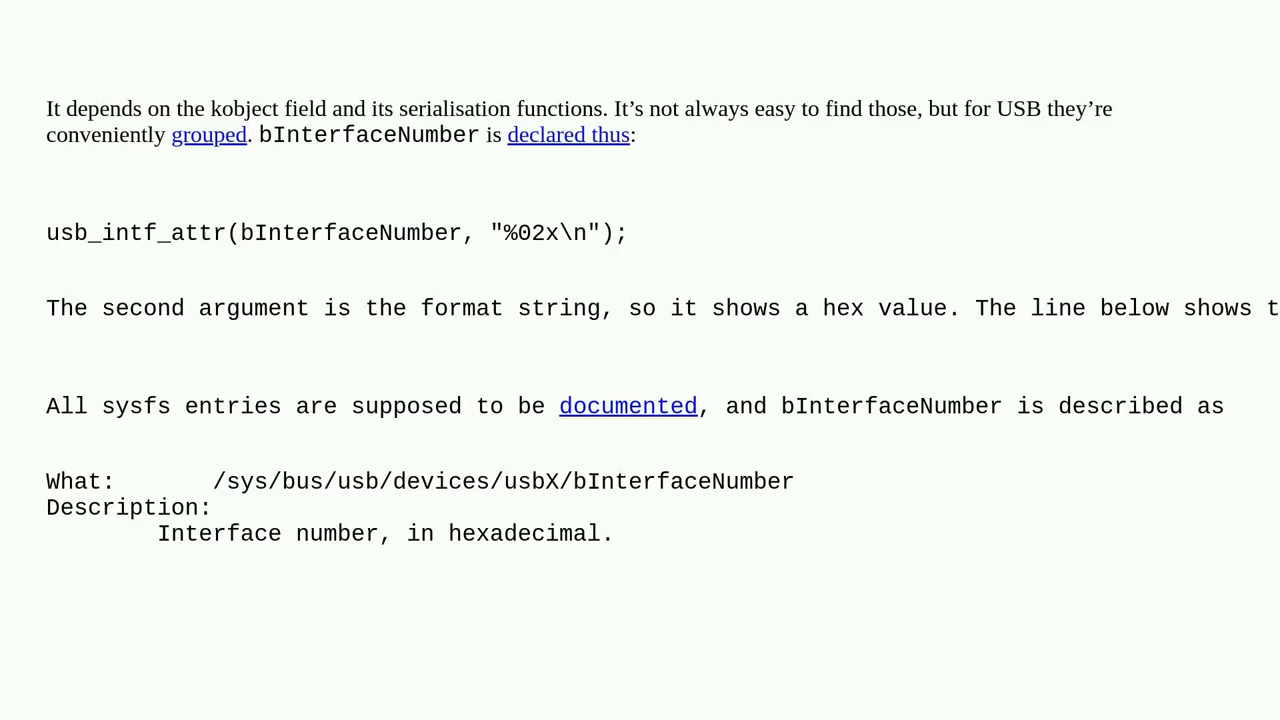 It depends on the kobject field and its serialisation functions. It’s not always easy to find those, but for USB they’re
conveniently grouped. bInterfaceNumber is declared thus:
usb_intf_attr(bInterfaceNumber, "%02x\n");
The second argument is the format string, so it shows a hex value. The line below shows
All sysfs entries are supposed to be documented, and bInterfaceNumber is described as
What:       /sys/bus/usb/devices/usbX/bInterfaceNumber
Description:
        Interface number, in hexadecimal.